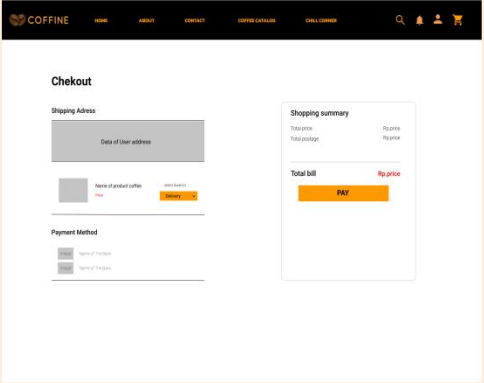 COFFINE HOME ABOUT CONTACT COFFEE CATALOG CHILL CORNER
Chekout
Shipping Adress
Data of User address
Name of product coffee
Price
Delivery
Payment Method
Shopping summary
Total price Rp.price
Total postage Rp.price
Total bill Rp.price
PAY